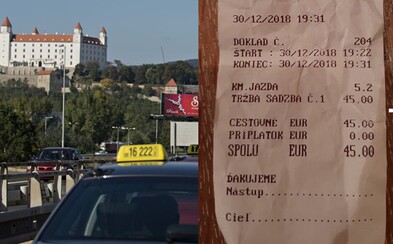 16 222
30/12/2018 19:31
DOKLAD Č. 204
START : 30/12/2018 19:22
KONIEC: 30/12/2018 19:31
KM.JAZDA 5.2
TRŽBA SADZBA Č.1 45.00
CESTOVNE EUR 45.00
PRIPLATOK EUR 0.00
SPOLU EUR 45.00
ĎAKUJEME
Nástup..................
Cieľ....................